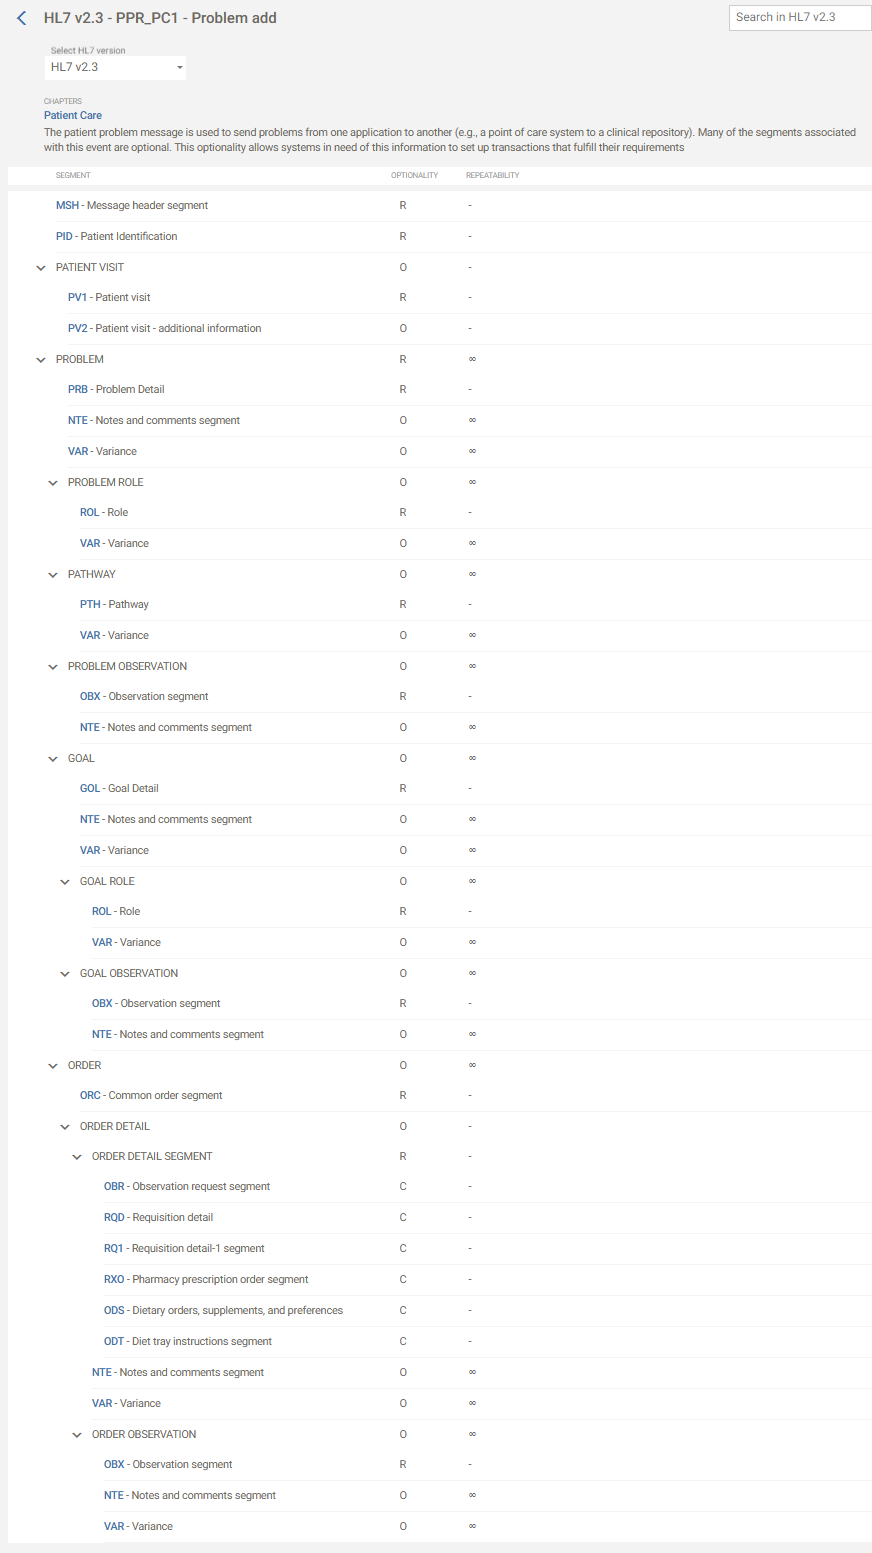 HL7 v2.3 - PPR_PC1 - Problem add
Search in HL7 v2.3
Select HL7 version
HL7 v2.3
CHAPTERS
Patient Care
The patient problem message is used to send problems from one application to another (e.g., a point of care system to a clinical repository). Many of the segments associated
with this event are optional. This optionality allows systems in need of this information to set up transactions that fulfill their requirements
SEGMENT OPTIONALITY REPEATABILITY
MSH - Message header segment R -
PID - Patient Identification R -
PATIENT VISIT O -
PV1 - Patient visit R -
PV2 - Patient visit - additional information O -
PROBLEM R ∞
PRB - Problem Detail R -
NTE - Notes and comments segment O ∞
VAR - Variance O ∞
PROBLEM ROLE O ∞
ROL - Role R -
VAR - Variance O ∞
PATHWAY O ∞
PTH - Pathway R -
VAR - Variance O ∞
PROBLEM OBSERVATION O ∞
OBX - Observation segment R -
NTE - Notes and comments segment O ∞
GOAL O ∞
GOL - Goal Detail R -
NTE - Notes and comments segment O ∞
VAR - Variance O ∞
GOAL ROLE O ∞
ROL - Role R -
VAR - Variance O ∞
GOAL OBSERVATION O ∞
OBX - Observation segment R -
NTE - Notes and comments segment O ∞
ORDER O ∞
ORC - Common order segment R -
ORDER DETAIL O -
ORDER DETAIL SEGMENT R -
OBR - Observation request segment C -
RQD - Requisition detail C -
RQ1 - Requisition detail-1 segment C -
RXO - Pharmacy prescription order segment C -
ODS - Dietary orders, supplements, and preferences C -
ODT - Diet tray instructions segment C -
NTE - Notes and comments segment O ∞
VAR - Variance O ∞
ORDER OBSERVATION O ∞
OBX - Observation segment R -
NTE - Notes and comments segment O ∞
VAR - Variance O ∞